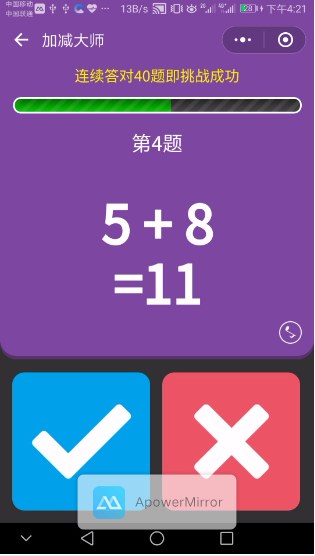 中国移动
中国联通
13B/s
下午4:21
加减大师
连续答对40题即挑战成功
第4题
5+8
=11
ApowerMirror